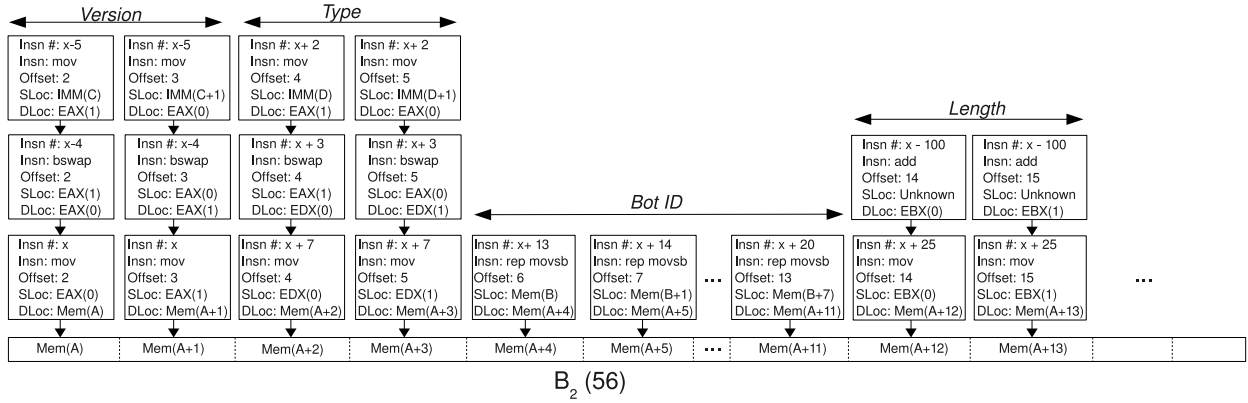 Version
Type
Insn #: x-5
Insn: mov
Offset: 2
SLoc: IMM(C)
DLoc: EAX(1)
Insn #: x-5
Insn: mov
Offset: 3
SLoc: IMM(C+1)
DLoc: EAX(0)
Insn #: x+ 2
Insn: mov
Offset: 4
SLoc: IMM(D)
DLoc: EAX(1)
Insn #: x+ 2
Insn: mov
Offset: 5
SLoc: IMM(D+1)
DLoc: EAX(0)
Length
Insn #: x-4
Insn: bswap
Offset: 2
SLoc: EAX(1)
DLoc: EAX(0)
Insn #: x-4
Insn: bswap
Offset: 3
SLoc: EAX(0)
DLoc: EAX(1)
Insn #: x + 3
Insn: bswap
Offset: 4
SLoc: EAX(1)
DLoc: EDX(0)
Insn #: x+ 3
Insn: bswap
Offset: 5
SLoc: EAX(0)
DLoc: EDX(1)
Insn #: x - 100
Insn: add
Offset: 14
SLoc: Unknown
DLoc: EBX(0)
Insn #: x - 100
Insn: add
Offset: 15
SLoc: Unknown
DLoc: EBX(1)
Bot ID
Insn #: x
Insn: mov
Offset: 2
SLoc: EAX(0)
DLoc: Mem(A)
Insn #: x
Insn: mov
Offset: 3
SLoc: EAX(1)
DLoc: Mem(A+1)
Insn #: x + 7
Insn: mov
Offset: 4
SLoc: EDX(0)
DLoc: Mem(A+2)
Insn #: x + 7
Insn: mov
Offset: 5
SLoc: EDX(1)
DLoc: Mem(A+3)
Insn #: x+ 13
Insn: rep movsb
Offset: 6
SLoc: Mem(B)
DLoc: Mem(A+4)
Insn #: x + 14
Insn: rep movsb
Offset: 7
SLoc: Mem(B+1)
DLoc: Mem(A+5)
...
Insn #: x + 20
Insn: rep movsb
Offset: 13
SLoc: Mem(B+7)
DLoc: Mem(A+11)
Insn #: x + 25
Insn: mov
Offset: 14
SLoc: EBX(0)
DLoc: Mem(A+12)
Insn #: x + 25
Insn: mov
Offset: 15
SLoc: EBX(1)
DLoc: Mem(A+13)
...
Mem(A) Mem(A+1) Mem(A+2) Mem(A+3) Mem(A+4) Mem(A+5) ... Mem(A+11) Mem(A+12) Mem(A+13)
B2 (56)